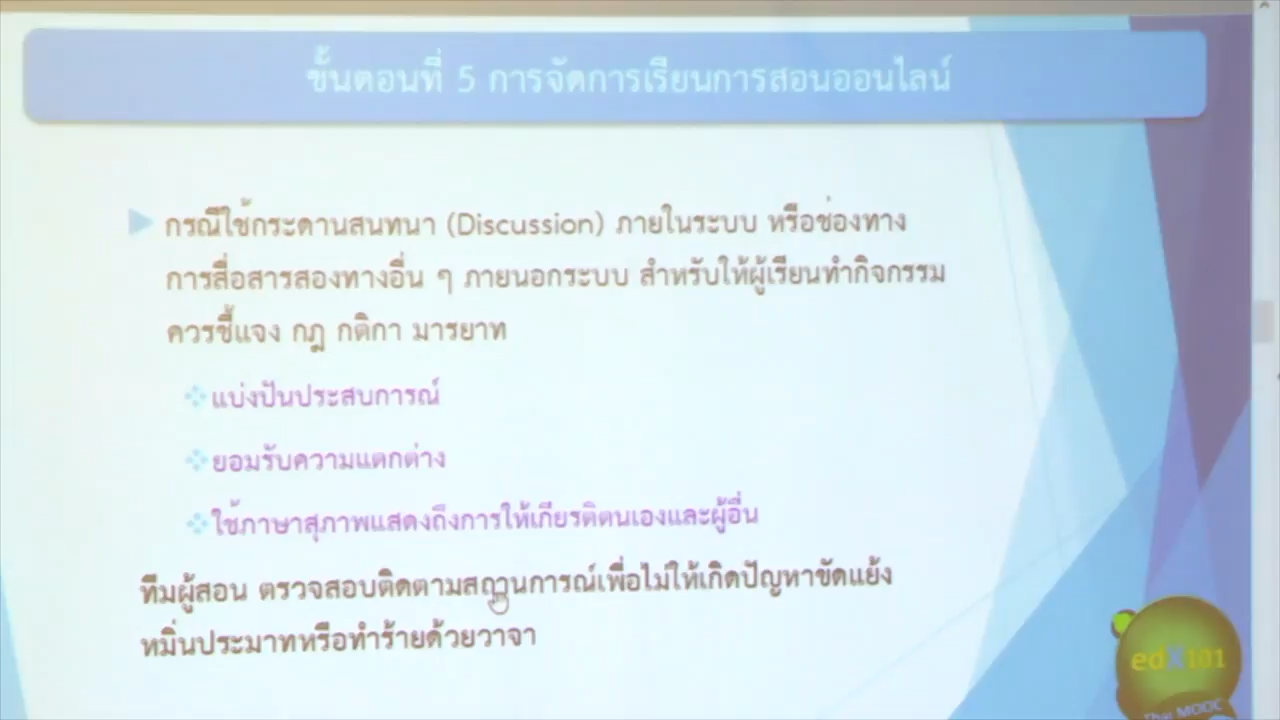 ขั้นตอนที่ 5 การจัดการเรียนการสอนออนไลน์
กรณีใช้กระดานสนทนา (Discussion) ภายในระบบ หรือช่องทาง
การสื่อสารสองทางอื่น ๆ ภายนอกระบบ สำหรับให้ผู้เรียนทำกิจกรรม
ควรชี้แจง กฎ กติกา มารยาท
แบ่งปันประสบการณ์
ยอมรับความแตกต่าง
ใช้ภาษาสุภาพแสดงถึงการให้เกียรติตนเองและผู้อื่น
ทีมผู้สอน ตรวจสอบติดตามสถานการณ์เพื่อไม่ให้เกิดปัญหาขัดแย้ง
หมิ่นประมาทหรือทำร้ายด้วยวาจา
edX101
Thai MOOC